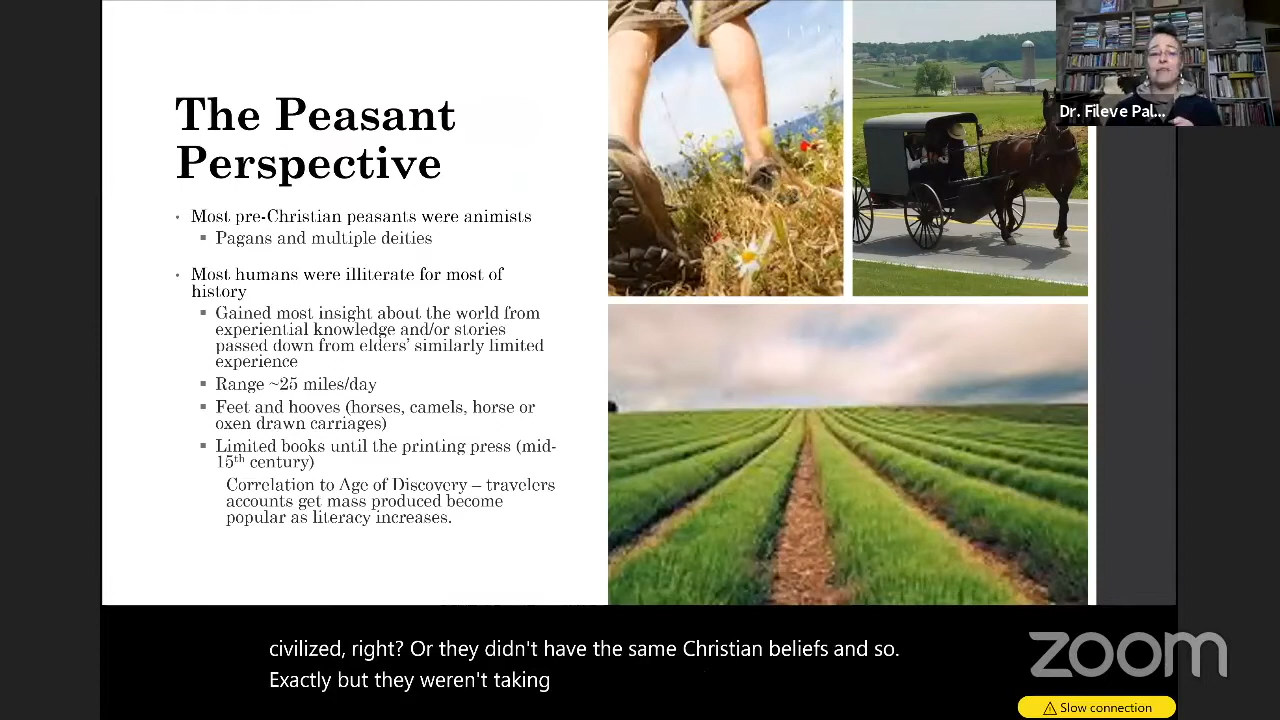 The Peasant
Perspective
• Most pre-Christian peasants were animists
▪ Pagans and multiple deities
• Most humans were illiterate for most of
history
▪ Gained most insight about the world from
experiential knowledge and/or stories
passed down from elders' similarly limited
experience
▪ Range ~25 miles/day
▪ Feet and hooves (horses, camels, horse or
oxen drawn carriages)
▪ Limited books until the printing press (mid-
15th century)
Correlation to Age of Discovery – travelers
accounts get mass produced become
popular as literacy increases.
Dr. Fileve Pal...
civilized, right? Or they didn't have the same Christian beliefs and so.
Exactly but they weren't taking
zoom
Slow connection